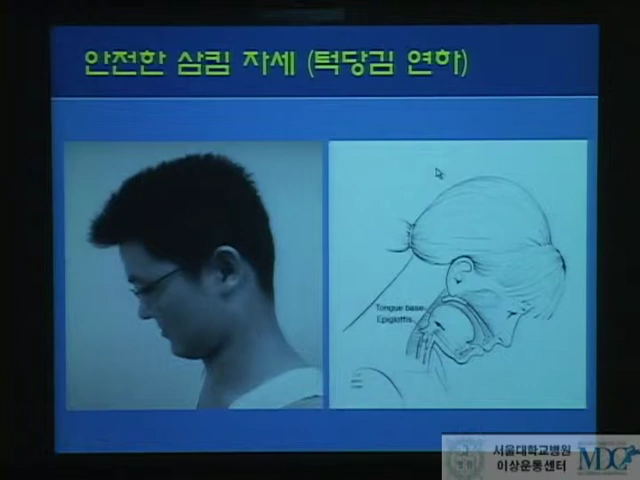 안전한 삼킴 자세 (턱당김 연하)
Tongue base
Epiglottis
서울대학교병원
이상운동센터
MDC